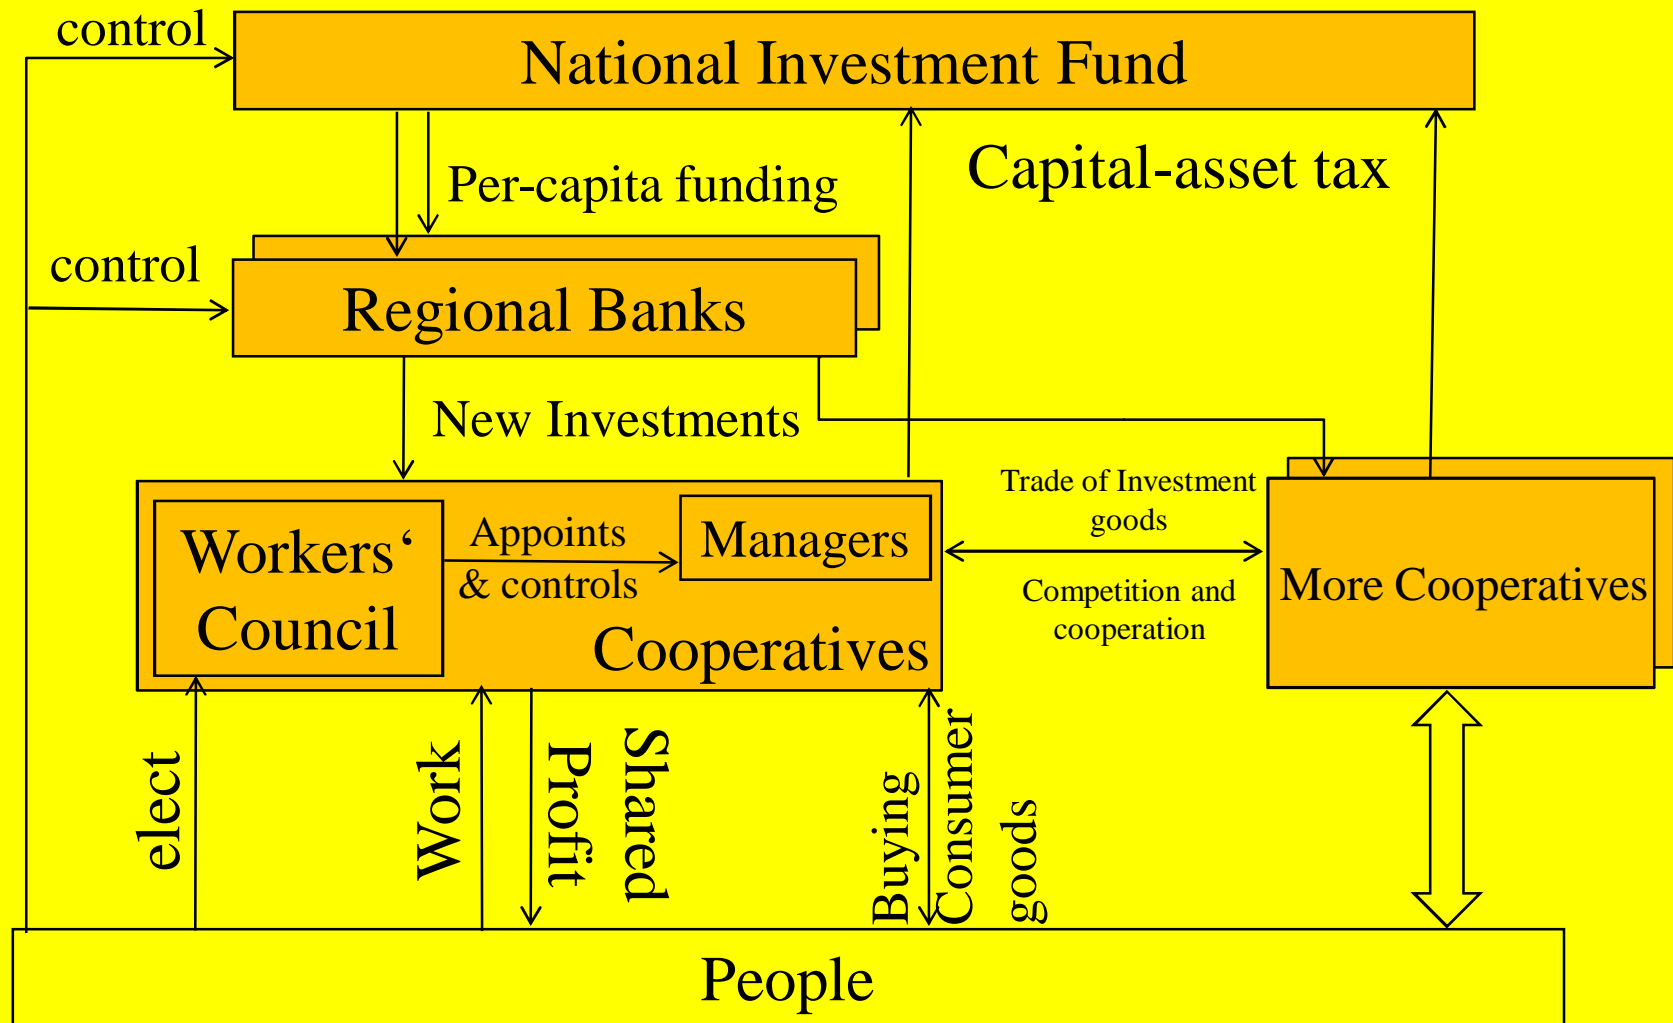 control
National Investment Fund
Per-capita funding
Capital-asset tax
control
Regional Banks
New Investments
Workers‘
Council
Appoints
& controls
Managers
Cooperatives
Trade of Investment
goods
Competition and
cooperation
More Cooperatives
elect
Work
Shared
Profit
Buying
Consumer
goods
People